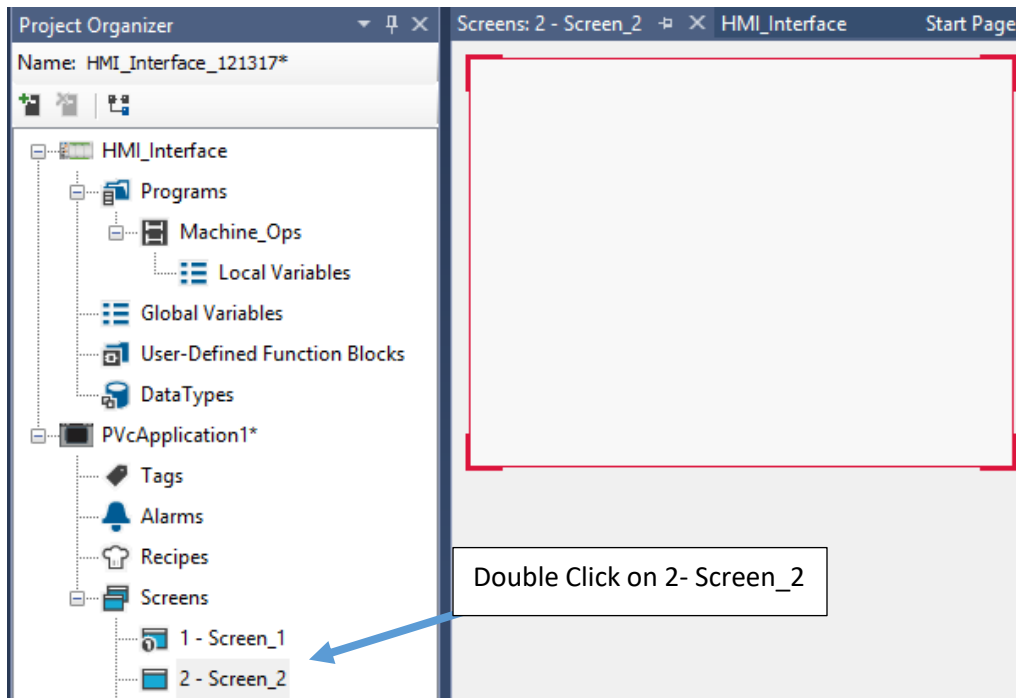 Project Organizer
Name: HMI_Interface_121317*
HMI_Interface
Programs
Machine_Ops
Local Variables
Global Variables
User-Defined Function Blocks
DataTypes
PVcApplication1*
Tags
Alarms
Recipes
Screens
1 - Screen_1
2 - Screen_2
Screens: 2 - Screen_2
HMI_Interface
Start Page
Double Click on 2- Screen_2